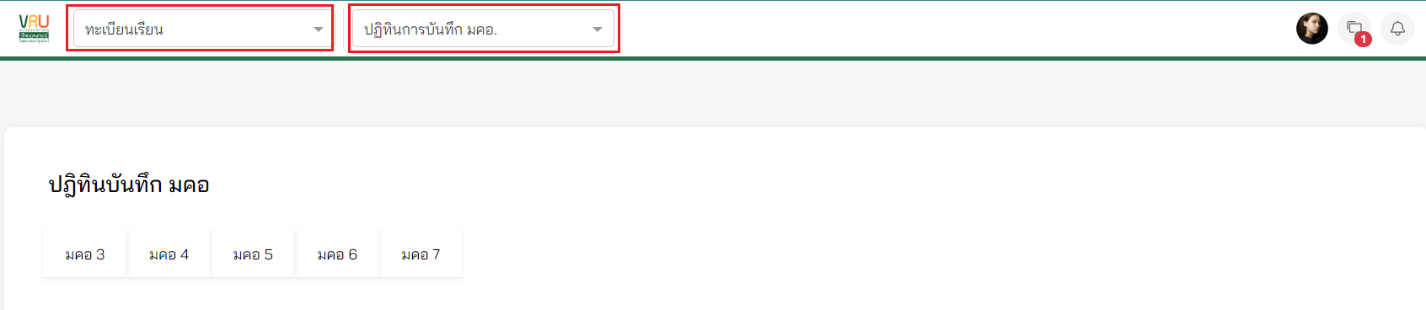 VRU
ทะเบียนเรียน
ปฏิทินการบันทึก มคอ.
1
ปฎิทินบันทึก มคอ
มคอ 3
มคอ 4
มคอ 5
มคอ 6
มคอ 7